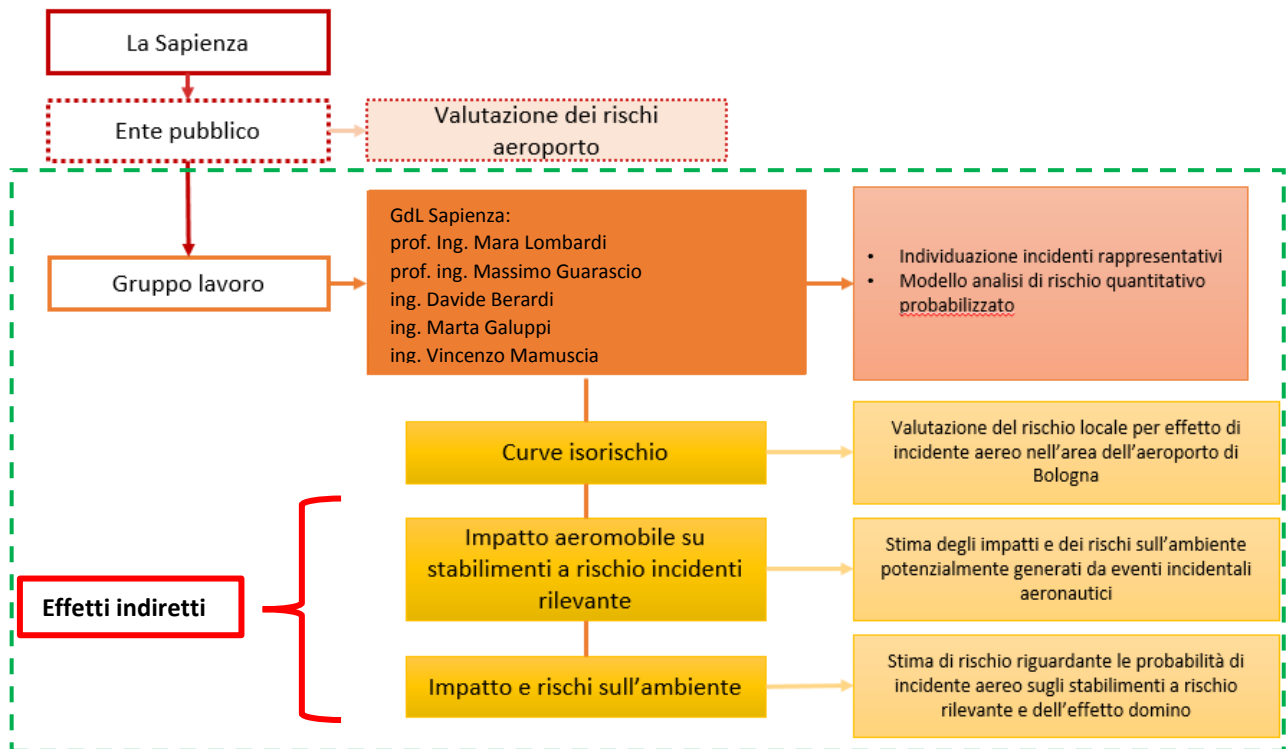 La Sapienza
Ente pubblico
Valutazione dei rischi
aeroporto
Gruppo lavoro
GdL Sapienza:
prof. Ing. Mara Lombardi
prof. ing. Massimo Guarascio
ing. Davide Berardi
ing. Marta Galuppi
ing. Vincenzo Mamuscia
• Individuazione incidenti rappresentativi
• Modello analisi di rischio quantitativo
probabilizzato
Curve isorischio
Valutazione del rischio locale per effetto di
incidente aereo nell'area dell'aeroporto di
Bologna
Effetti indiretti
Impatto aeromobile su
stabilimenti a rischio incidenti
rilevante
Stima degli impatti e dei rischi sull'ambiente
potenzialmente generati da eventi incidentali
aeronautici
Impatto e rischi sull'ambiente
Stima di rischio riguardante le probabilità di
incidente aereo sugli stabilimenti a rischio
rilevante e dell'effetto domino